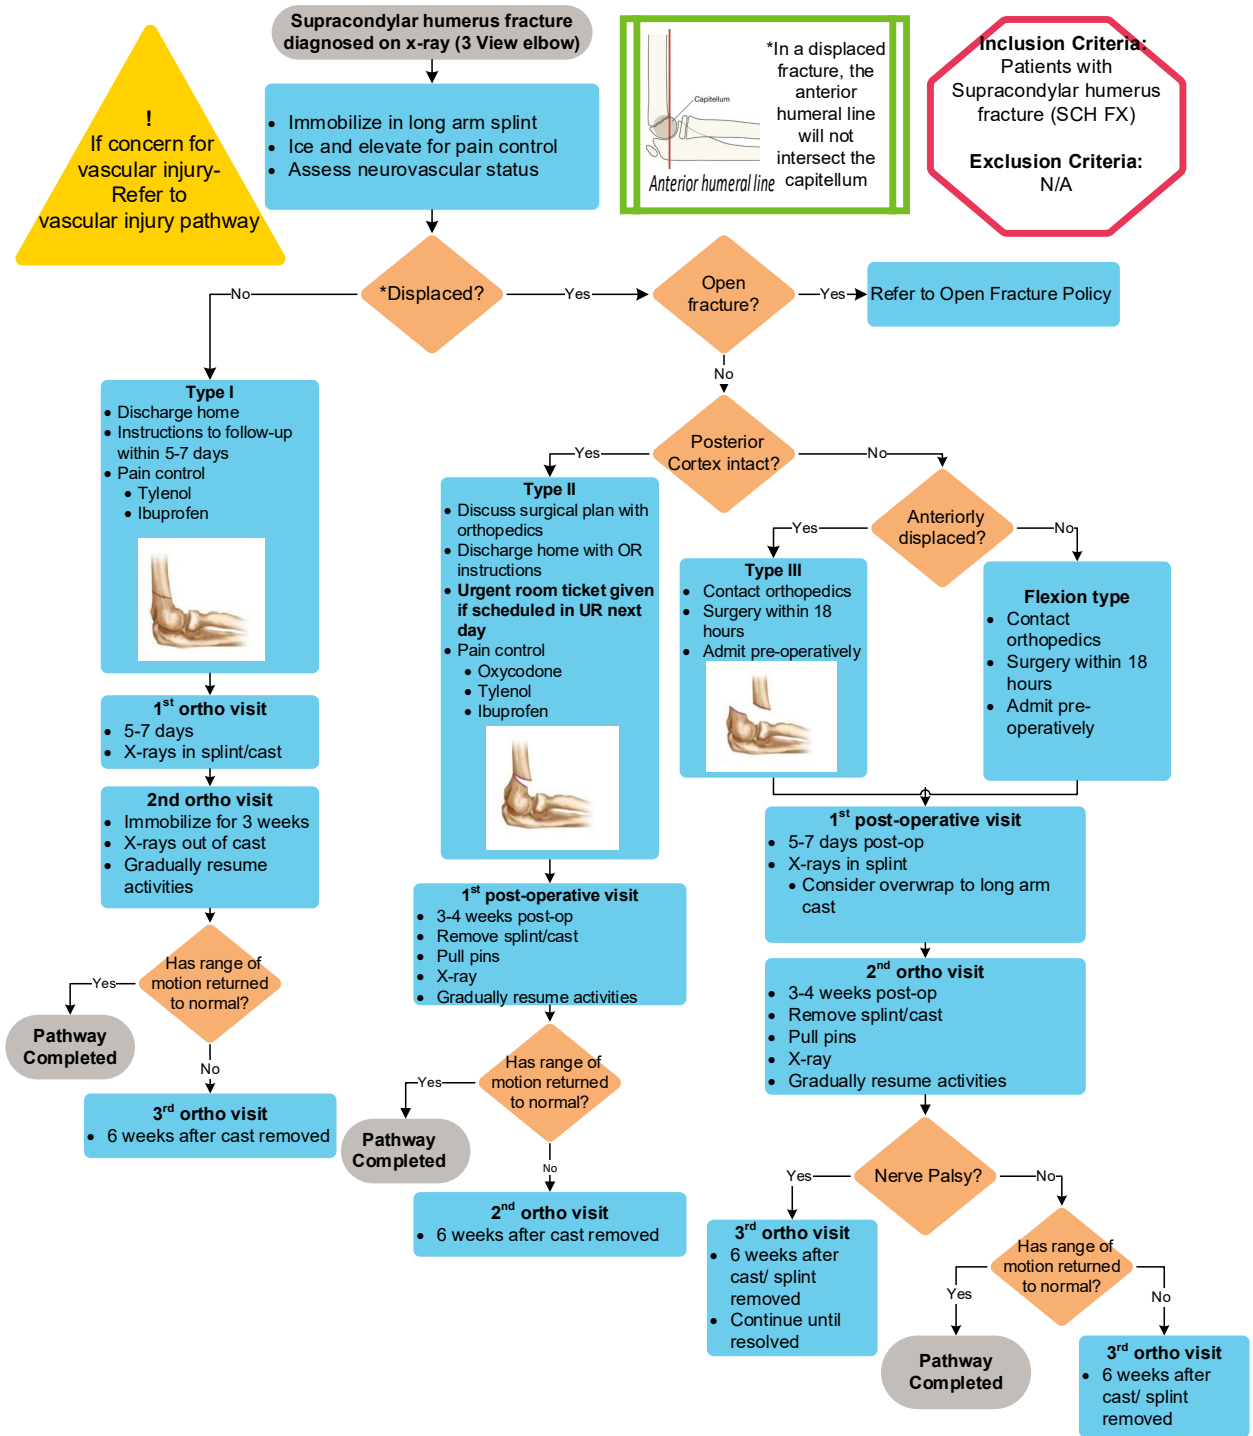 Supracondylar humerus fracture
diagnosed on x-ray (3 View elbow)
!
If concern for
vascular injury-
Refer to
vascular injury pathway
• Immobilize in long arm splint
• Ice and elevate for pain control
• Assess neurovascular status
Capitellum
Anterior humeral line
*In a displaced
fracture, the
anterior
humeral line
will not
intersect the
capitellum
Inclusion Criteria:
Patients with
Supracondylar humerus
fracture (SCH FX)
Exclusion Criteria:
N/A
*Displaced?
No
Yes
Open
fracture?
Yes
Refer to Open Fracture Policy
No
Posterior
Cortex intact?
Yes
No
Anteriorly
displaced?
Yes
No
Type I
• Discharge home
• Instructions to follow-up
within 5-7 days
• Pain control
• Tylenol
• Ibuprofen
1st ortho visit
• 5-7 days
• X-rays in splint/cast
2nd ortho visit
• Immobilize for 3 weeks
• X-rays out of cast
• Gradually resume
activities
Has range of
motion returned
to normal?
Yes
Pathway
Completed
No
3rd ortho visit
• 6 weeks after cast removed
Type II
• Discuss surgical plan with
orthopedics
• Discharge home with OR
instructions
• Urgent room ticket given
if scheduled in UR next
day
• Pain control
• Oxycodone
• Tylenol
• Ibuprofen
1st post-operative visit
• 3-4 weeks post-op
• Remove splint/cast
• Pull pins
• X-ray
• Gradually resume activities
Has range of
motion returned
to normal?
Yes
Pathway
Completed
No
2nd ortho visit
• 6 weeks after cast removed
Type III
• Contact orthopedics
• Surgery within 18
hours
• Admit pre-operatively
Flexion type
• Contact
orthopedics
• Surgery within 18
hours
• Admit pre-
operatively
1st post-operative visit
• 5-7 days post-op
• X-rays in splint
• Consider overwrap to long arm
cast
2nd ortho visit
• 3-4 weeks post-op
• Remove splint/cast
• Pull pins
• X-ray
• Gradually resume activities
Nerve Palsy?
Yes
No
3rd ortho visit
• 6 weeks after
cast/ splint
removed
• Continue until
resolved
Has range of
motion returned
to normal?
Yes
Pathway
Completed
No
3rd ortho visit
• 6 weeks after
cast/ splint
removed